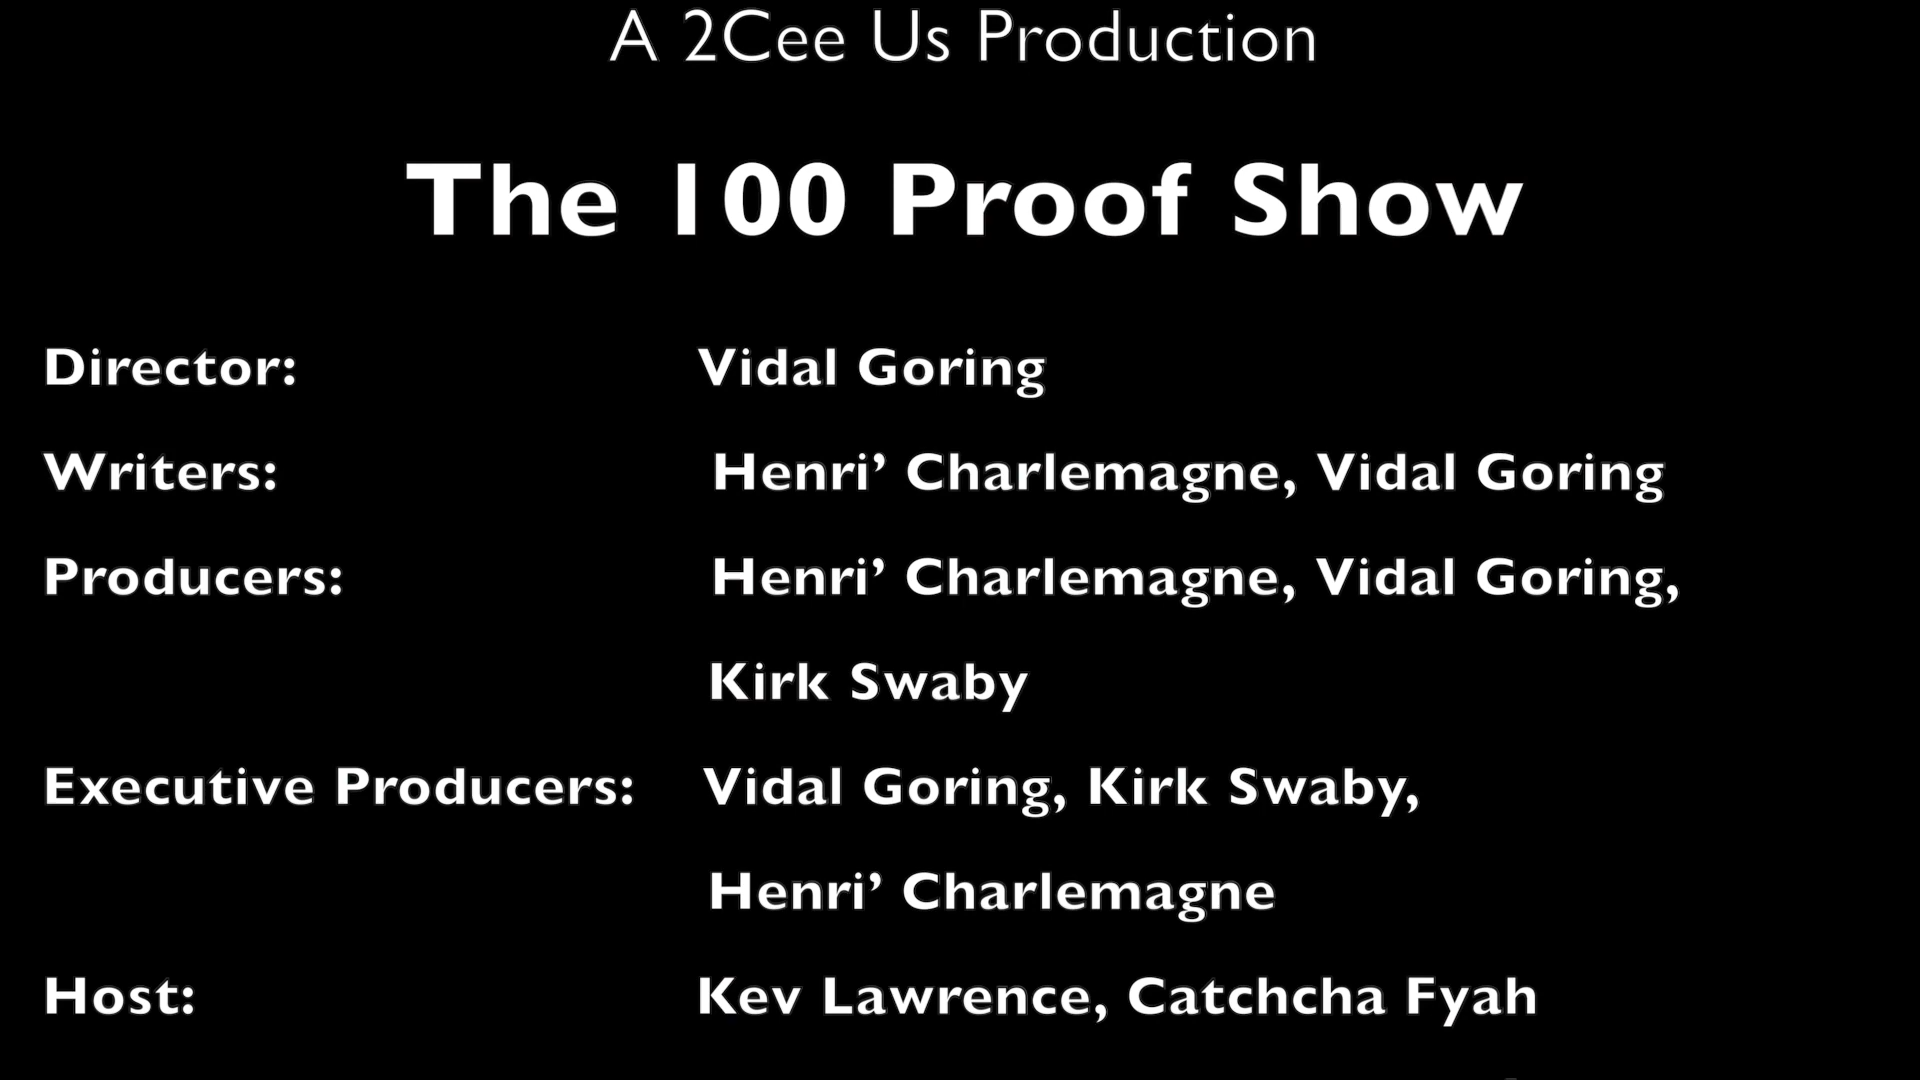 A 2Cee Us Production
The 100 Proof Show
Director: Vidal Goring
Writers: Henri’ Charlemagne, Vidal Goring
Producers: Henri’ Charlemagne, Vidal Goring,
Kirk Swaby
Executive Producers: Vidal Goring, Kirk Swaby,
Henri’ Charlemagne
Host: Kev Lawrence, Catchcha Fyah